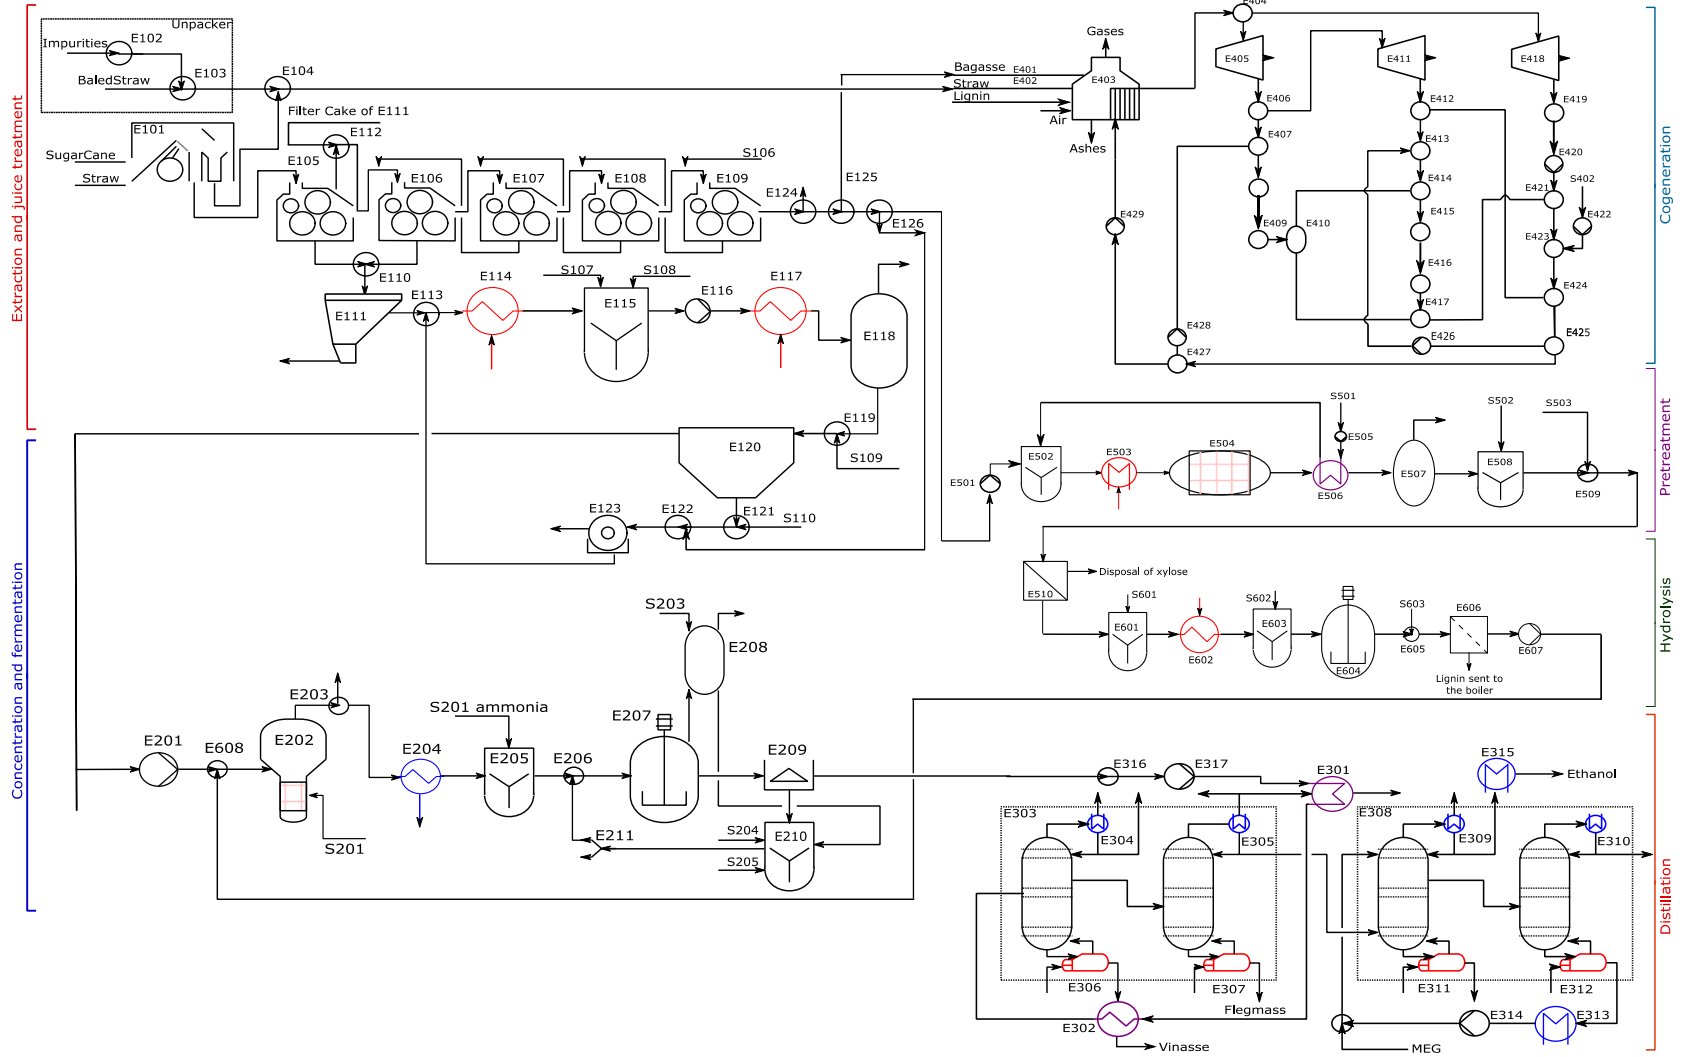 Extraction and juice treatment
Unpacker
Impurities
E102
BaledStraw
E103
E104
Filter Cake of E111
E101
SugarCane
Straw
E112
E105
E106
E107
E108
E109
S106
E124
E125
E126
E110
E111
E113
E114
S107
S108
E115
E116
E117
E118
E119
S109
E120
E121
S110
E122
E123
Cogeneration
Gases
Bagasse
E401
Straw
E402
Lignin
Air
Ashes
E403
E404
E405
E406
E407
E409
E410
E411
E412
E413
E414
E415
E416
E417
E418
E419
E420
E421
S402
E422
E423
E424
E425
E426
E427
E428
E429
Pretreatment
E501
E502
E503
E504
S501
E505
E506
E507
S502
E508
S503
E509
Hydrolysis
E510
Disposal of xylose
S601
E601
E602
S602
E603
E604
S603
E605
E606
E607
Lignin sent to
the boiler
Concentration and fermentation
E201
E608
E202
E203
S201
E204
S201 ammonia
E205
E206
E207
S203
E208
E209
S204
S205
E210
E211
Distillation
E316
E317
E301
E315
Ethanol
E303
E304
E305
E306
E307
Flegmass
E302
Vinasse
E308
E309
E310
E311
E312
E313
E314
MEG